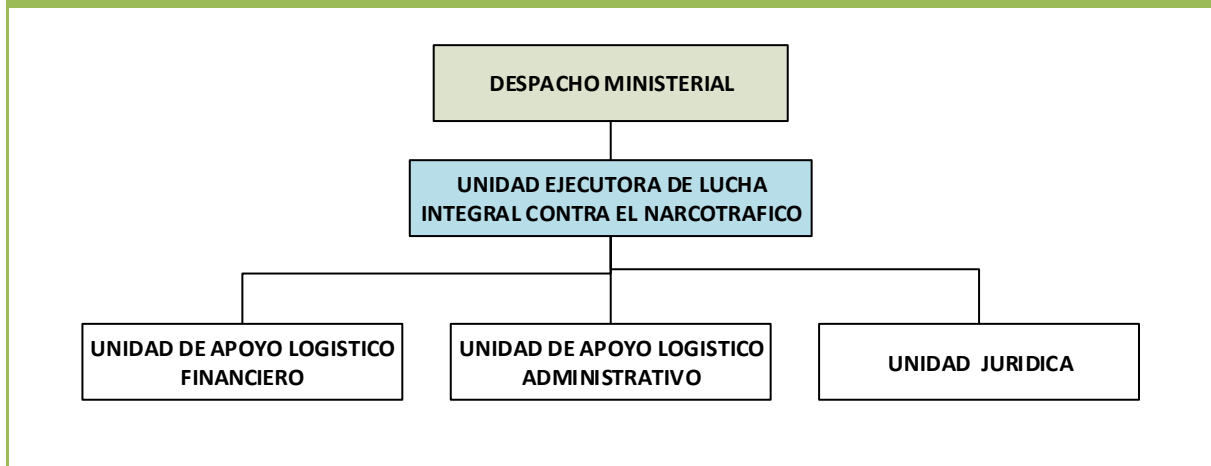 DESPACHO MINISTERIAL
UNIDAD EJECUTORA DE LUCHA
INTEGRAL CONTRA EL NARCOTRAFICO
UNIDAD DE APOYO LOGISTICO
FINANCIERO
UNIDAD DE APOYO LOGISTICO
ADMINISTRATIVO
UNIDAD JURIDICA